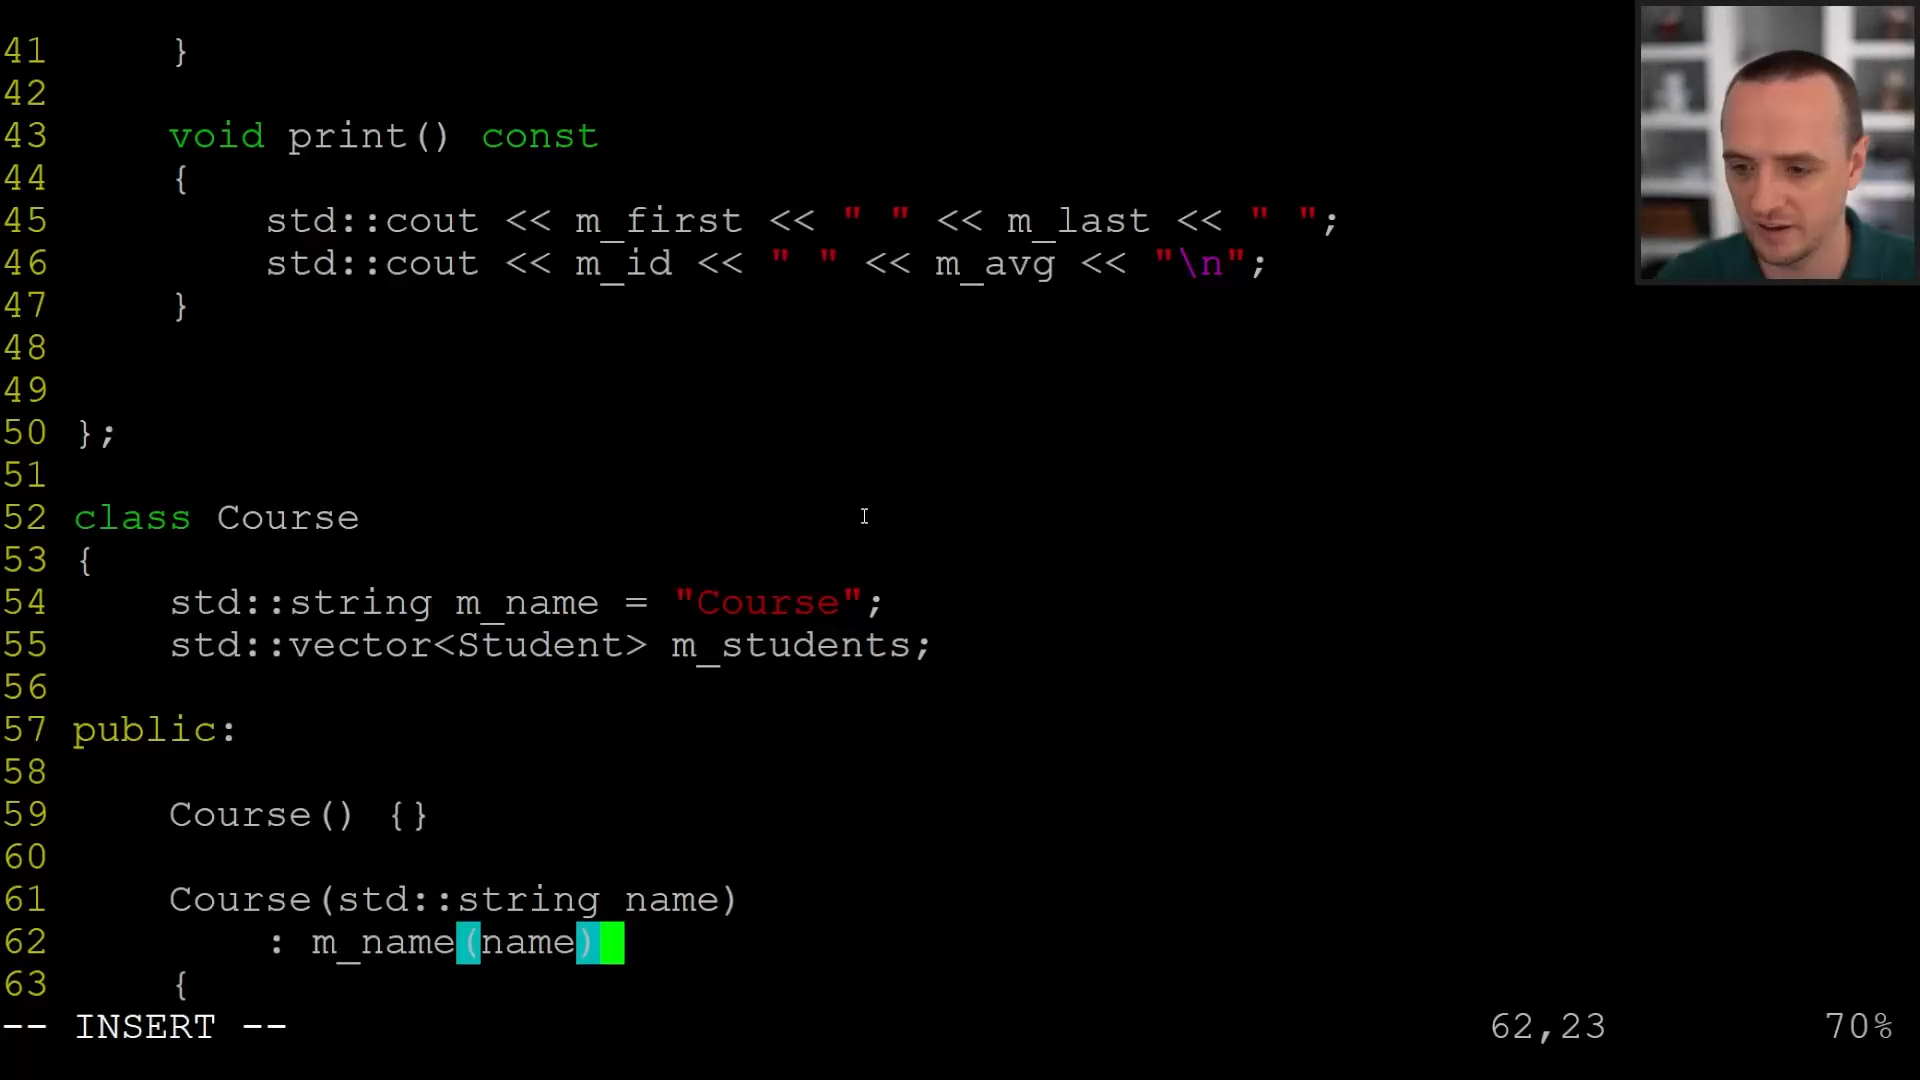 41     }
42
43     void print() const
44     {
45         std::cout << m_first << " " << m_last << " ";
46         std::cout << m_id << " " << m_avg << "\n";
47     }
48
49
50 };
51
52 class Course
53 {
54     std::string m_name = "Course";
55     std::vector<Student> m_students;
56
57 public:
58
59     Course() {}
60
61     Course(std::string name)
62         : m_name(name)
63     {
-- INSERT --                                                  62,23         70%